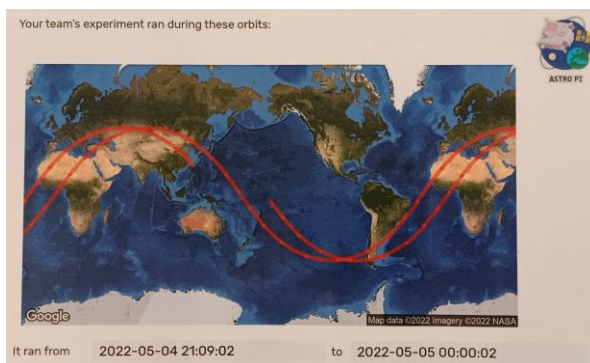 Your team's experiment ran during these orbits:
ASTRO PI
Google
Map data ©2022 Imagery ©2022 NASA
It ran from 2022-05-04 21:09:02 to 2022-05-05 00:00:02